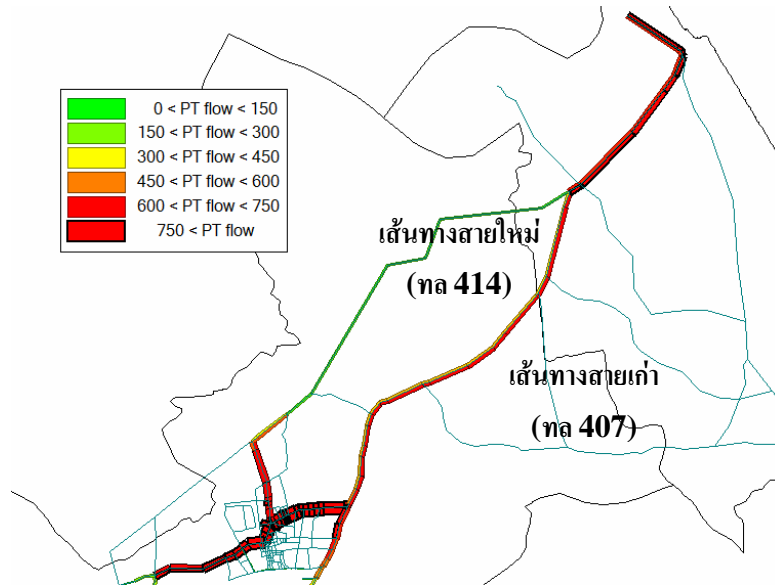 0 < PT flow < 150
150 < PT flow < 300
300 < PT flow < 450
450 < PT flow < 600
600 < PT flow < 750
750 < PT flow
เส้นทางสายใหม่
(ทล 414)
เส้นทางสายเก่า
(ทล 407)